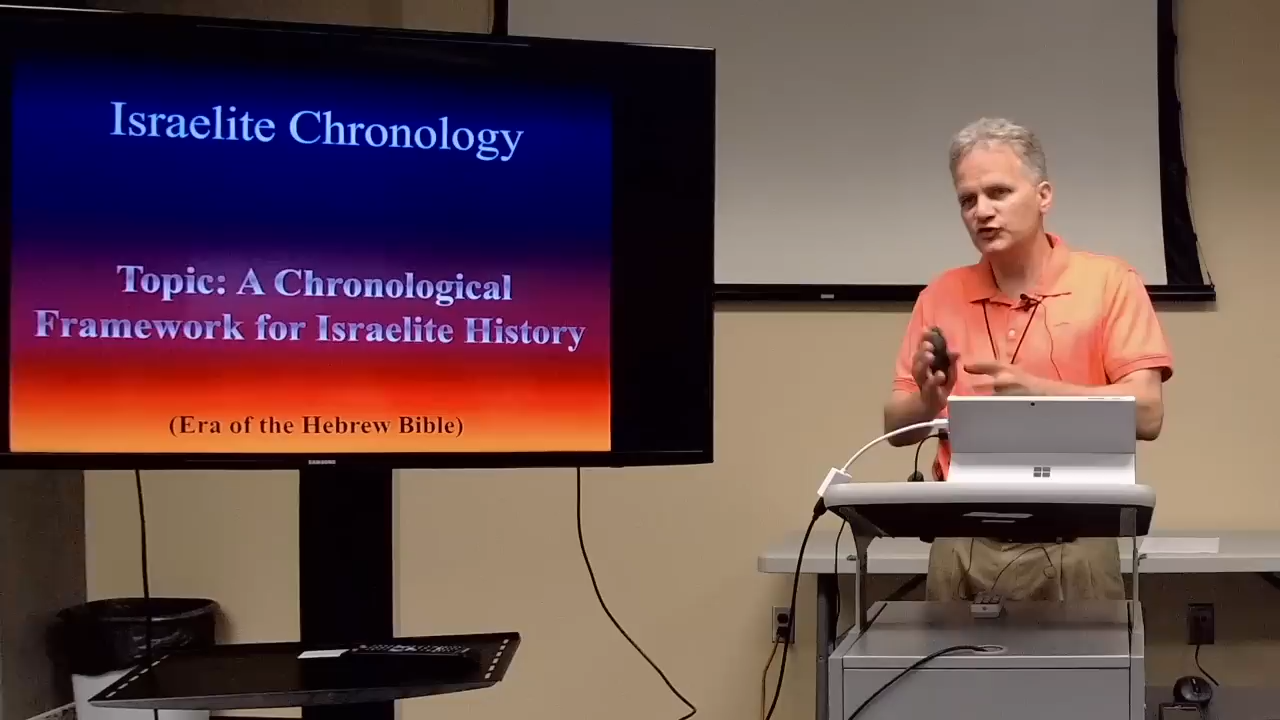 Israelite Chronology
Topic: A Chronological
Framework for Israelite History
(Era of the Hebrew Bible)
SAMSUNG